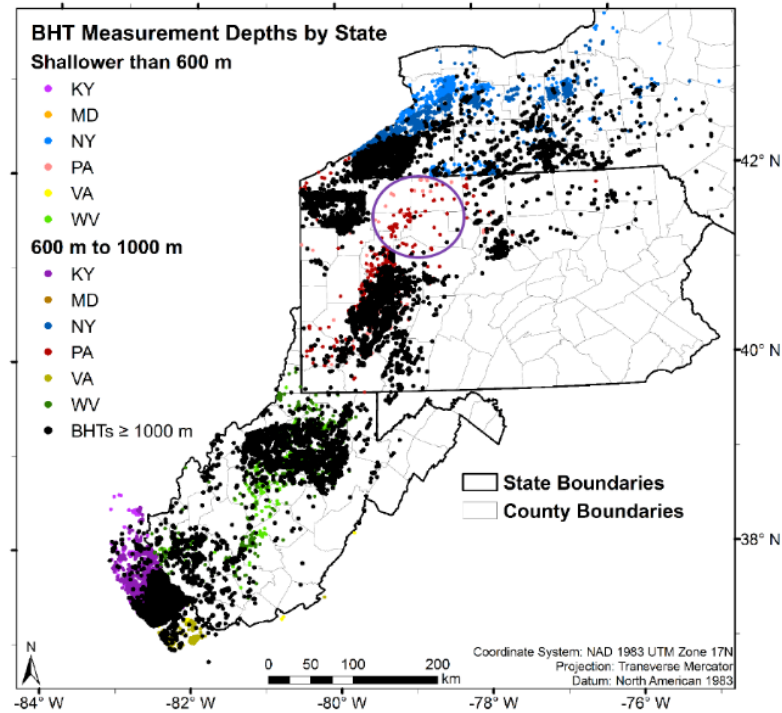 BHT Measurement Depths by State
Shallower than 600 m
KY
MD
NY
PA
VA
WV
600 m to 1000 m
KY
MD
NY
PA
VA
WV
BHTs ≥ 1000 m
42° N
40° N
38° N
State Boundaries
County Boundaries
N
0 50 100 200
km
Coordinate System: NAD 1983 UTM Zone 17N
Projection: Transverse Mercator
Datum: North American 1983
-84° W -82° W -80° W -78° W -76° W